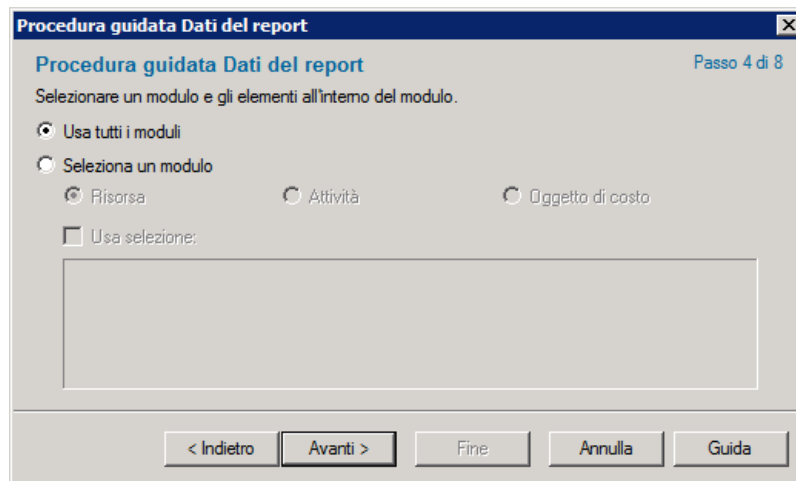 Procedura guidata Dati del report
Procedura guidata Dati del report Passo 4 di 8
Selezionare un modulo e gli elementi all'interno del modulo.
Usa tutti i moduli
Seleziona un modulo
Risorsa Attività Oggetto di costo
Usa selezione:
< Indietro Avanti > Fine Annulla Guida